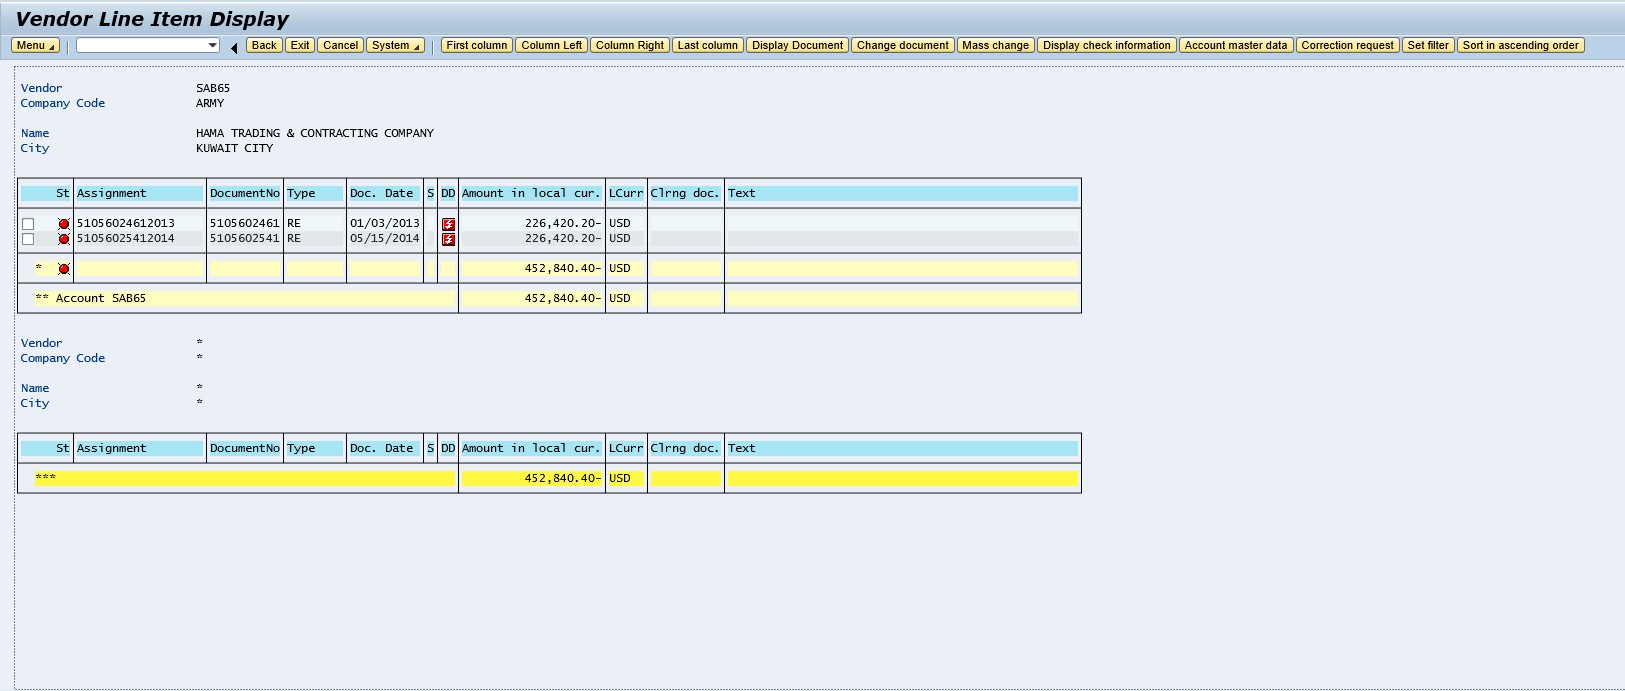 Vendor Line Item Display
Menu Back Exit Cancel System First column Column Left Column Right Last column Display Document Change document Mass change Display check information Account master data Correction request Set filter Sort in ascending order
Vendor SAB65
Company Code ARMY
Name HAMA TRADING & CONTRACTING COMPANY
City KUWAIT CITY
St Assignment DocumentNo Type Doc. Date S DD Amount in local cur. LCurr Clrng doc. Text
51056024612013 5105602461 RE 01/03/2013 226,420.20- USD
51056025412014 5105602541 RE 05/15/2014 226,420.20- USD
* 452,840.40- USD
** Account SAB65 452,840.40- USD
Vendor *
Company Code *
Name *
City *
St Assignment DocumentNo Type Doc. Date S DD Amount in local cur. LCurr Clrng doc. Text
*** 452,840.40- USD